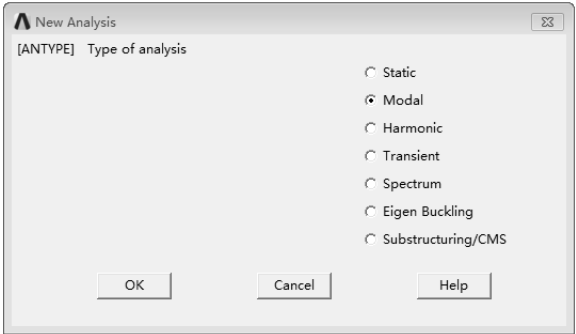 New Analysis
[ANTYPE] Type of analysis
Static
Modal
Harmonic
Transient
Spectrum
Eigen Buckling
Substructuring/CMS
OK Cancel Help